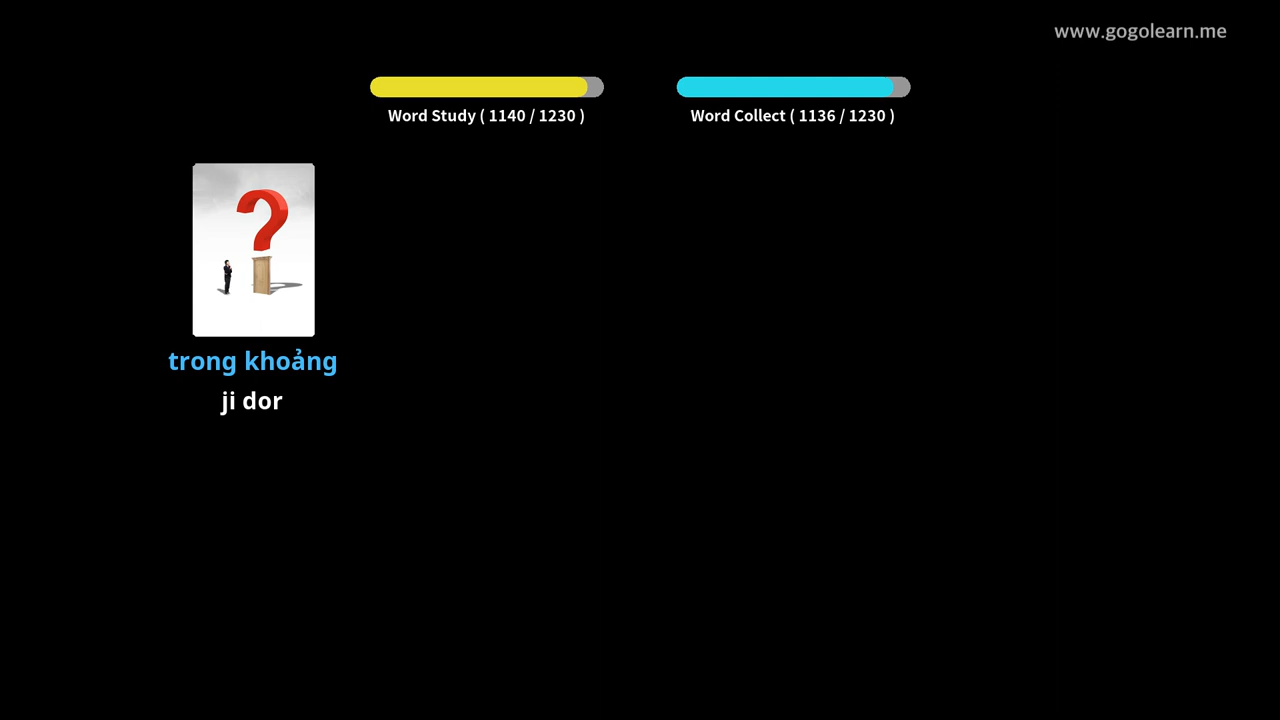 www.gogolearn.me
Word Study ( 1140 / 1230 )
Word Collect ( 1136 / 1230 )
?
trong khoảng
ji dor